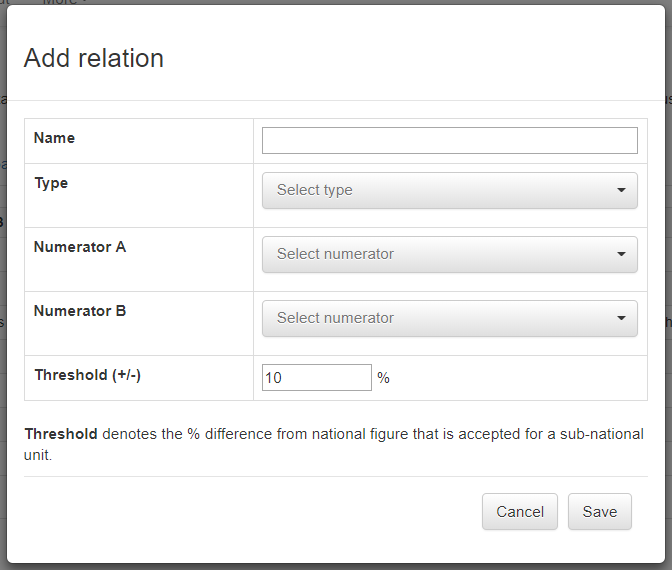 More
Add relation
Name
Type Select type
Numerator A Select numerator
Numerator B Select numerator
Threshold (+/-) 10 %
Threshold denotes the % difference from national figure that is accepted for a sub-national
unit.
Cancel Save